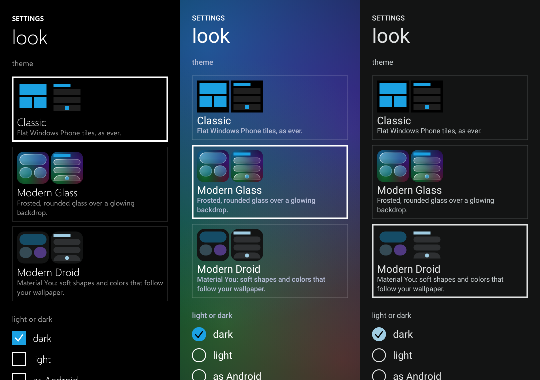 SETTINGS
look
theme
Classic
Flat Windows Phone tiles, as ever.
Modern Glass
Frosted, rounded glass over a glowing
backdrop.
Modern Droid
Material You: soft shapes and colors that follow
your wallpaper.
light or dark
dark
ght
as Android
SETTINGS
look
theme
Classic
Flat Windows Phone tiles, as ever.
Modern Glass
Frosted, rounded glass over a glowing
backdrop.
Modern Droid
Material You: soft shapes and colors that
follow your wallpaper.
light or dark
dark
light
as Android
SETTINGS
look
theme
Classic
Flat Windows Phone tiles, as ever.
Modern Glass
Frosted, rounded glass over a glowing
backdrop.
Modern Droid
Material You: soft shapes and colors that
follow your wallpaper.
light or dark
dark
light
as Android